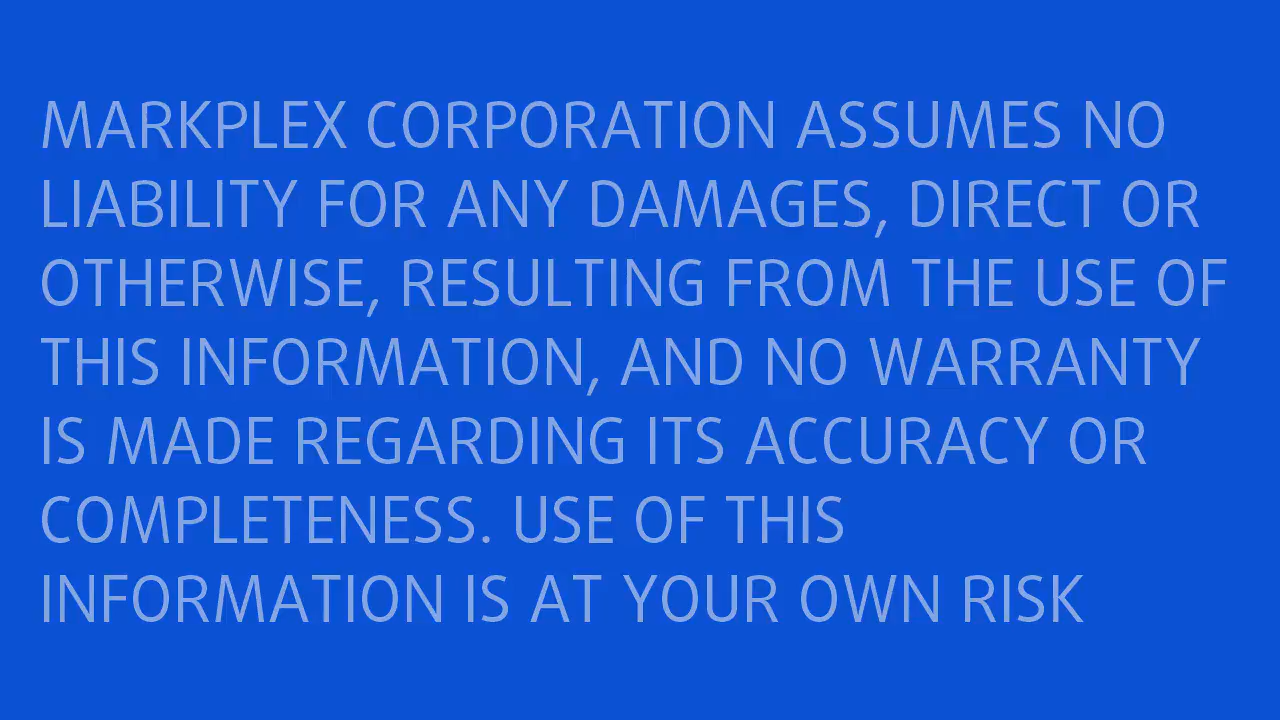 MARKPLEX CORPORATION ASSUMES NO
LIABILITY FOR ANY DAMAGES, DIRECT OR
OTHERWISE, RESULTING FROM THE USE OF
THIS INFORMATION, AND NO WARRANTY
IS MADE REGARDING ITS ACCURACY OR
COMPLETENESS. USE OF THIS
INFORMATION IS AT YOUR OWN RISK